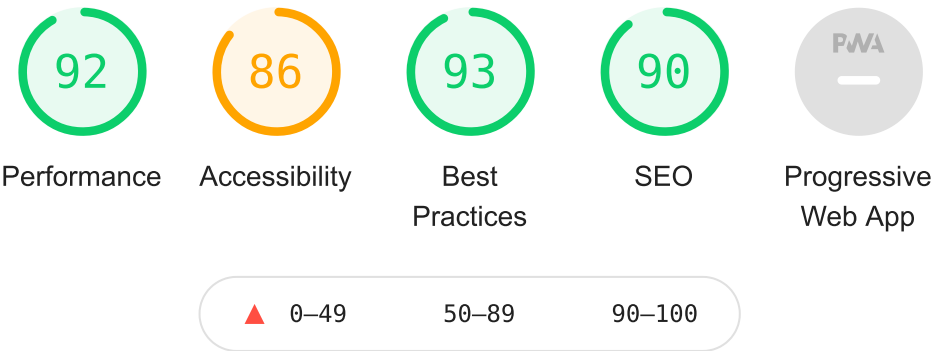 92 86 93 90 PWA
Performance Accessibility Best Practices SEO Progressive Web App
0–49 50–89 90–100